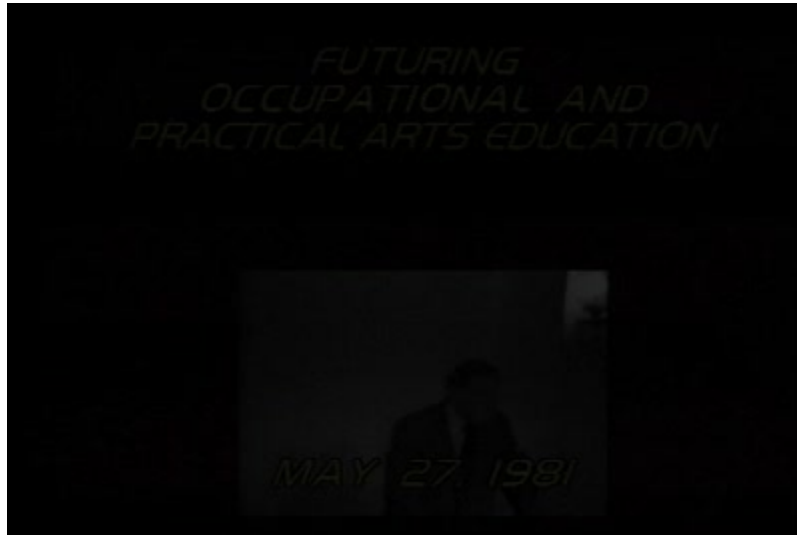 FUTURING
OCCUPATIONAL AND
PRACTICAL ARTS EDUCATION
MAY 27 1981